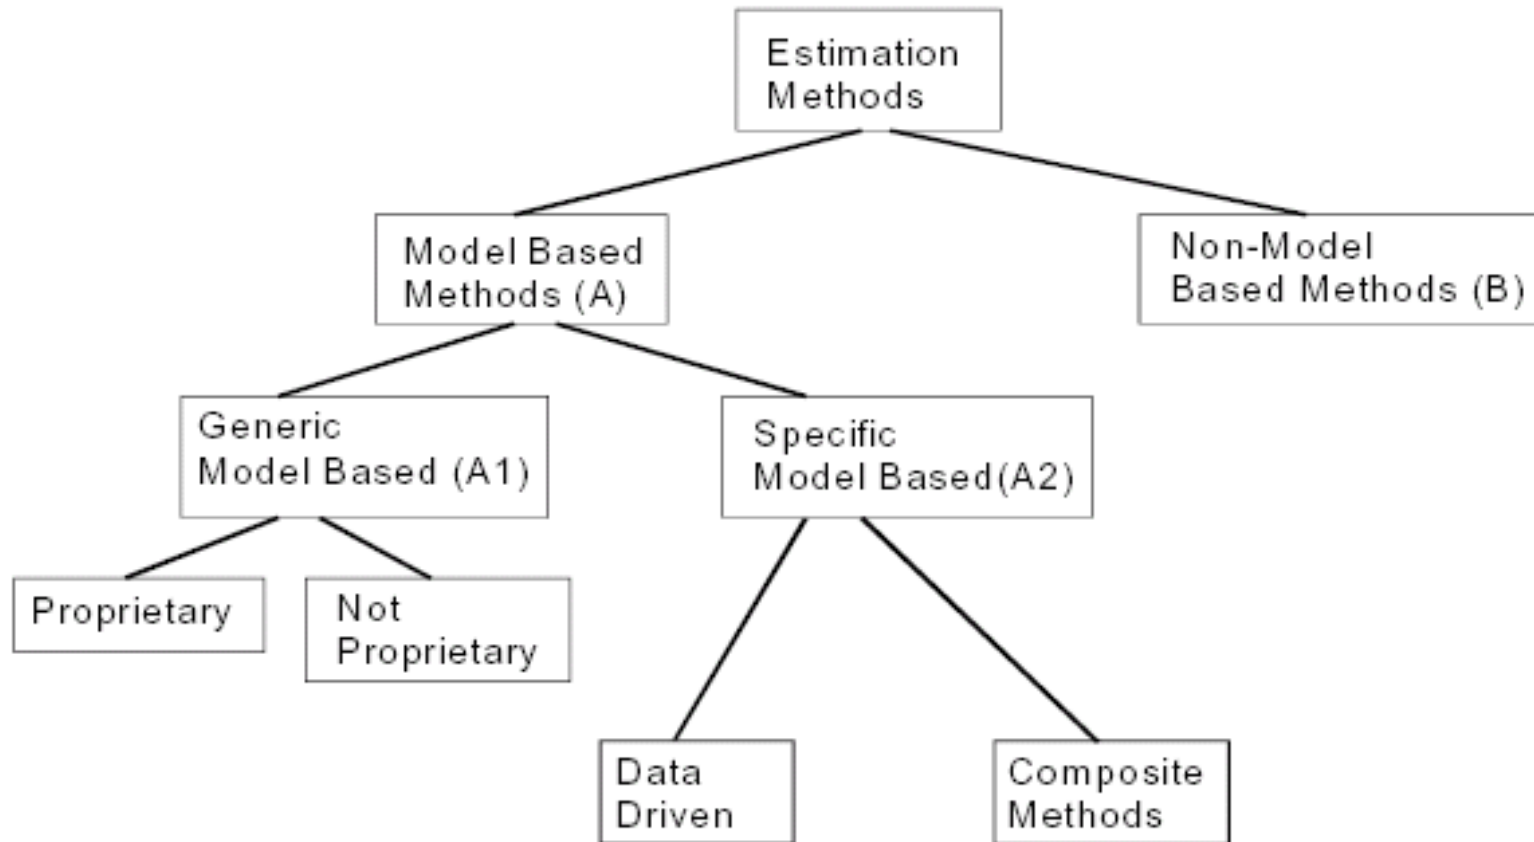 Estimation
Methods
Model Based
Methods (A)
Non-Model
Based Methods (B)
Generic
Model Based (A1)
Specific
Model Based(A2)
Proprietary
Not
Proprietary
Data
Driven
Composite
Methods